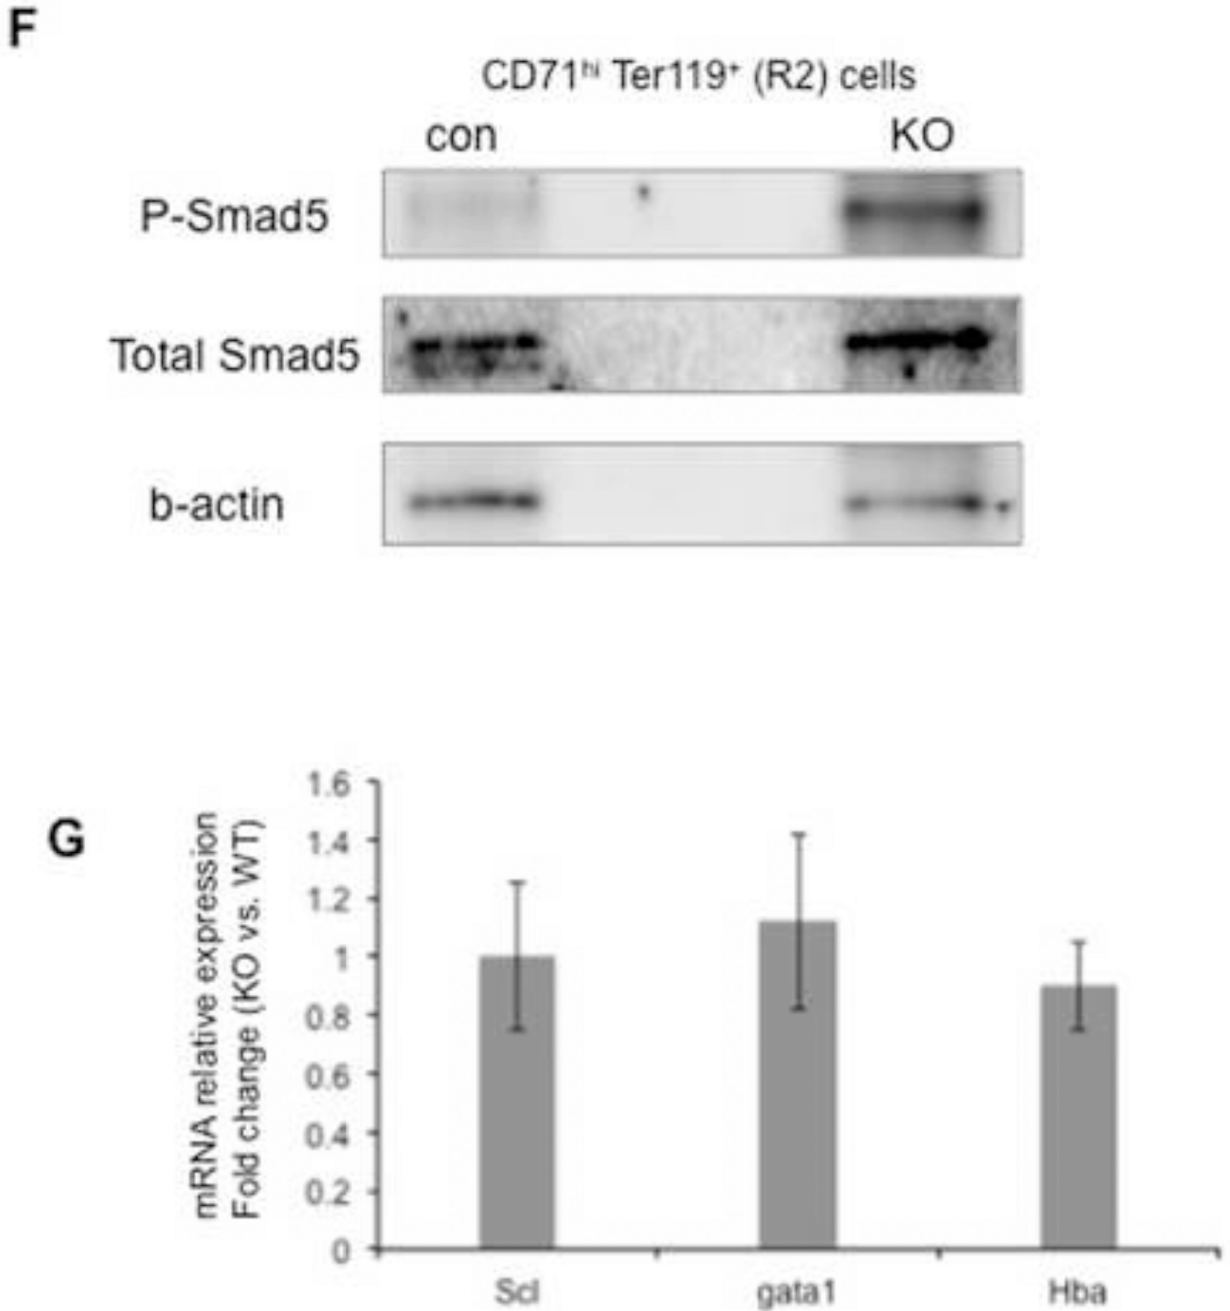 F
CD71ʰⁱ Ter119⁺ (R2) cells
con KO
P-Smad5
Total Smad5
b-actin
G
mRNA relative expression
Fold change (KO vs. WT)
1.6
1.4
1.2
1
0.8
0.6
0.4
0.2
0
Scl gata1 Hba